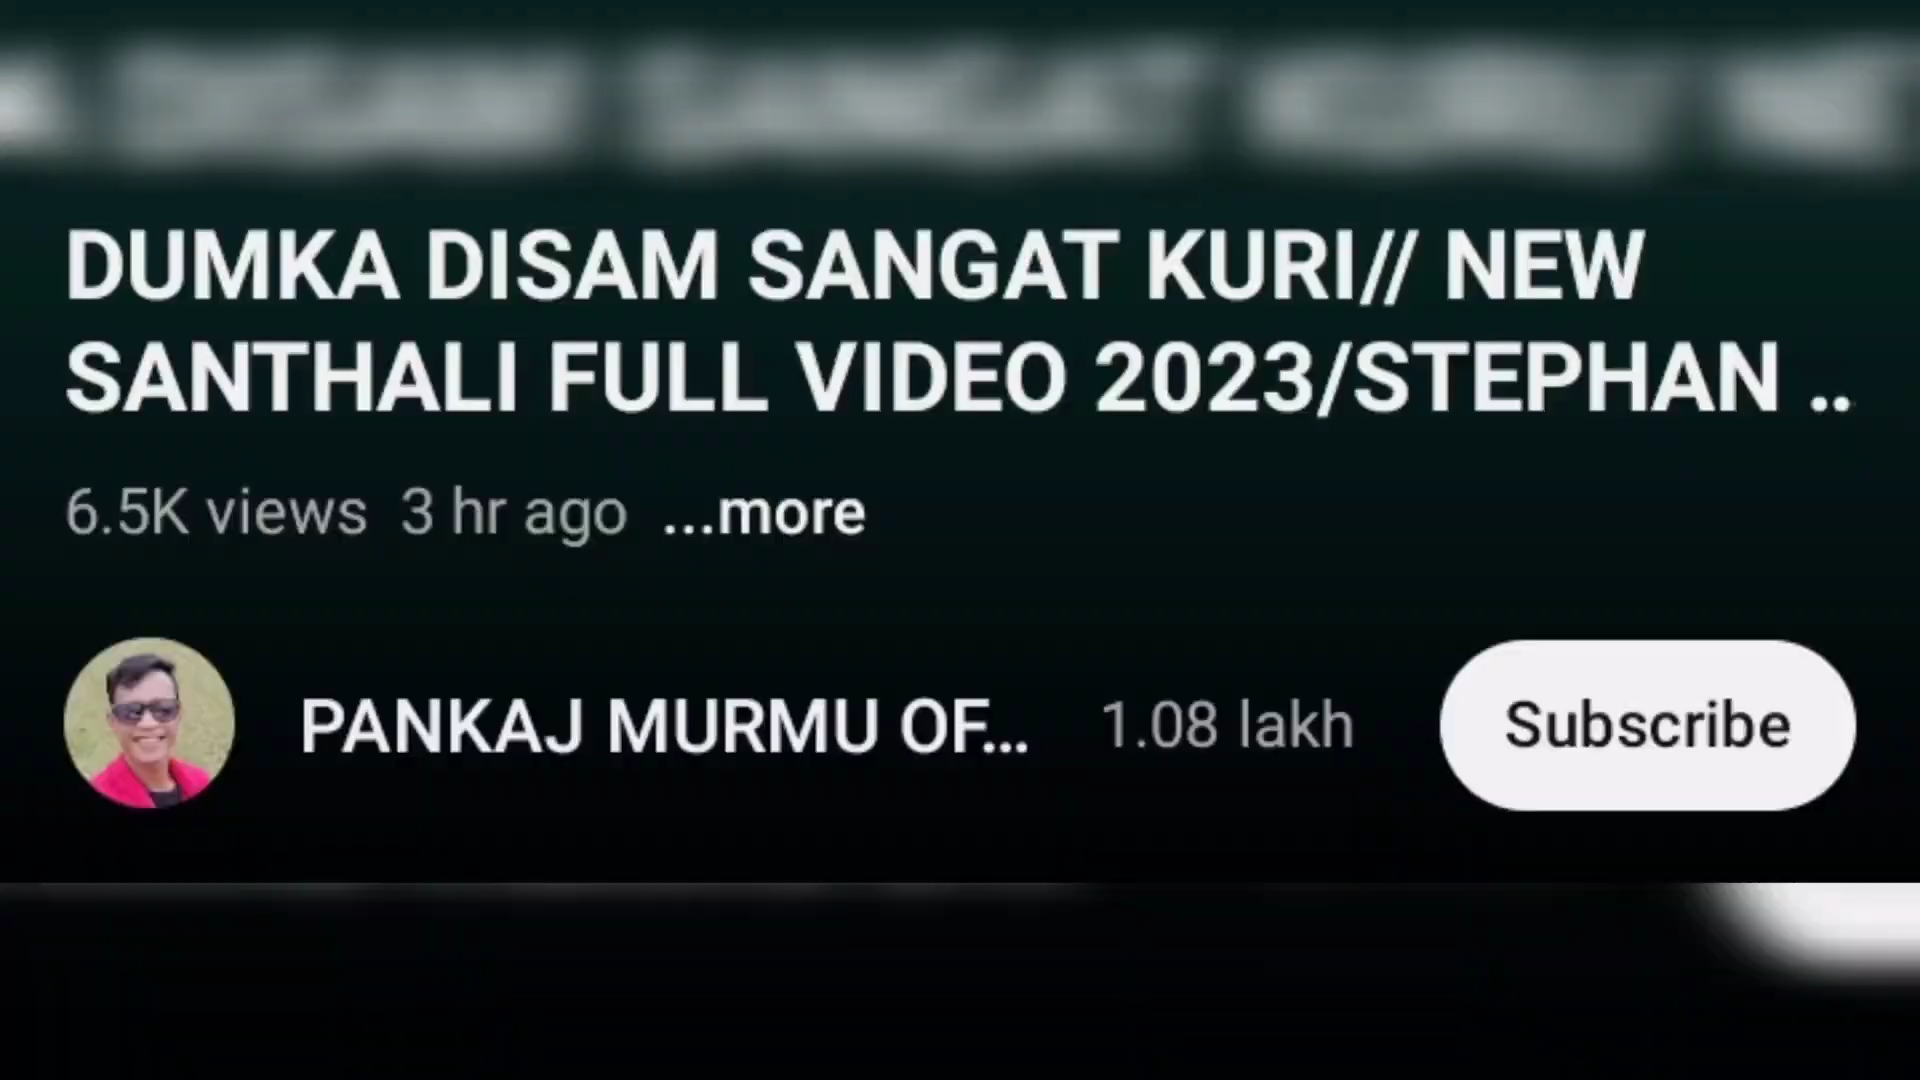 DUMKA DISAM SANGAT KURI// NEW
SANTHALI FULL VIDEO 2023/STEPHAN ..
6.5K views 3 hr ago ...more
PANKAJ MURMU OF... 1.08 lakh Subscribe